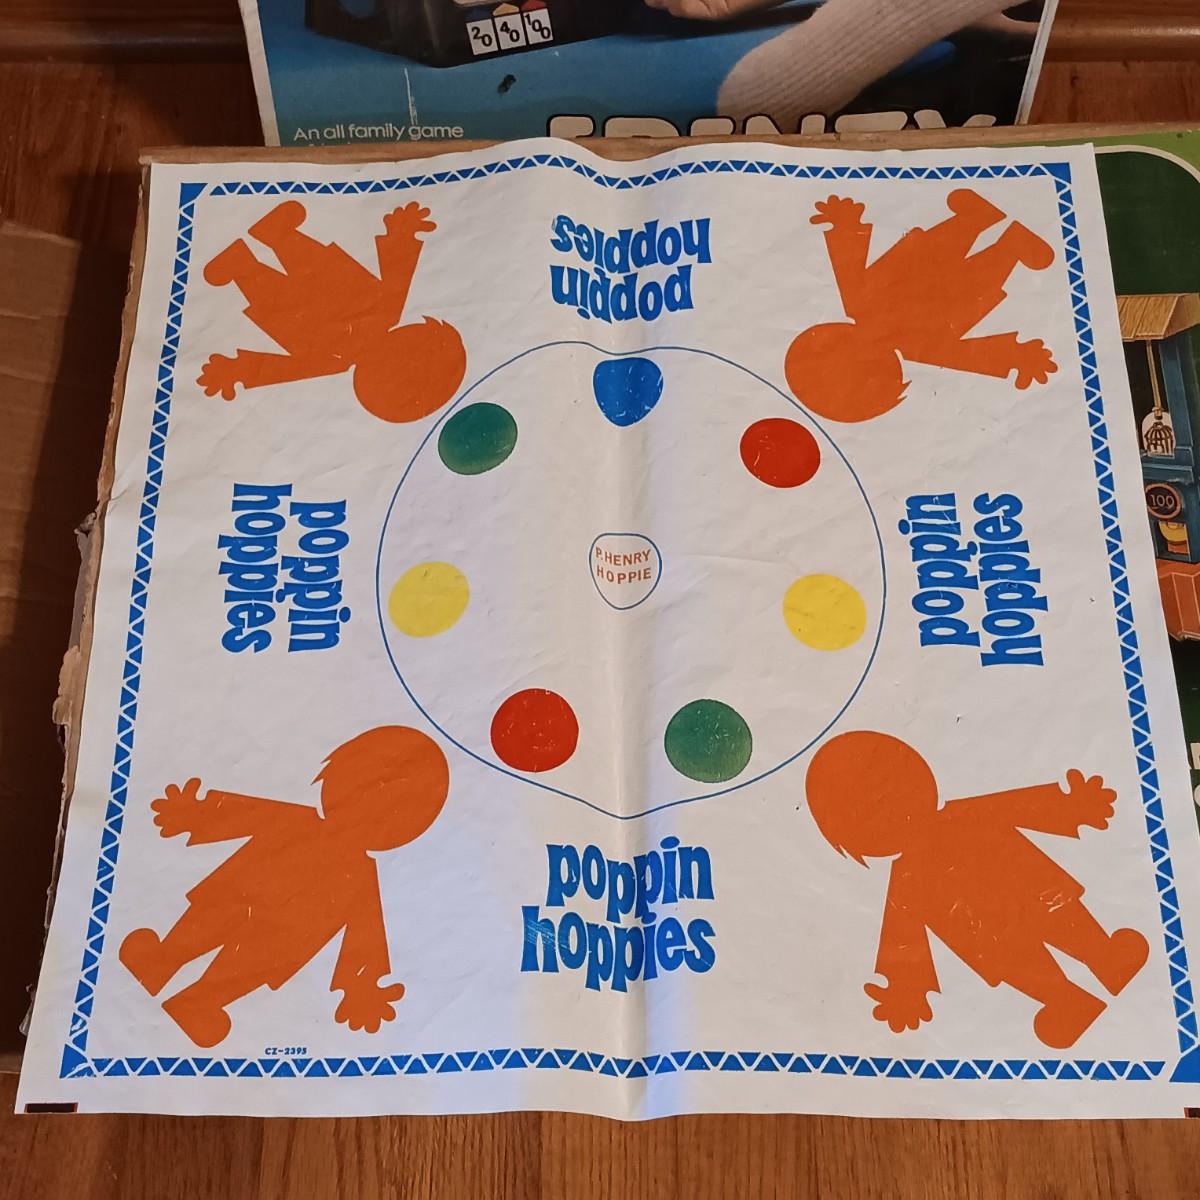 20 40 100
An all family game
FRENZY
poppin
hoppies
poppin
hoppies
poppin
hoppies
100
P. HENRY
HOPPIE
poppin
hoppies
CZ-2395